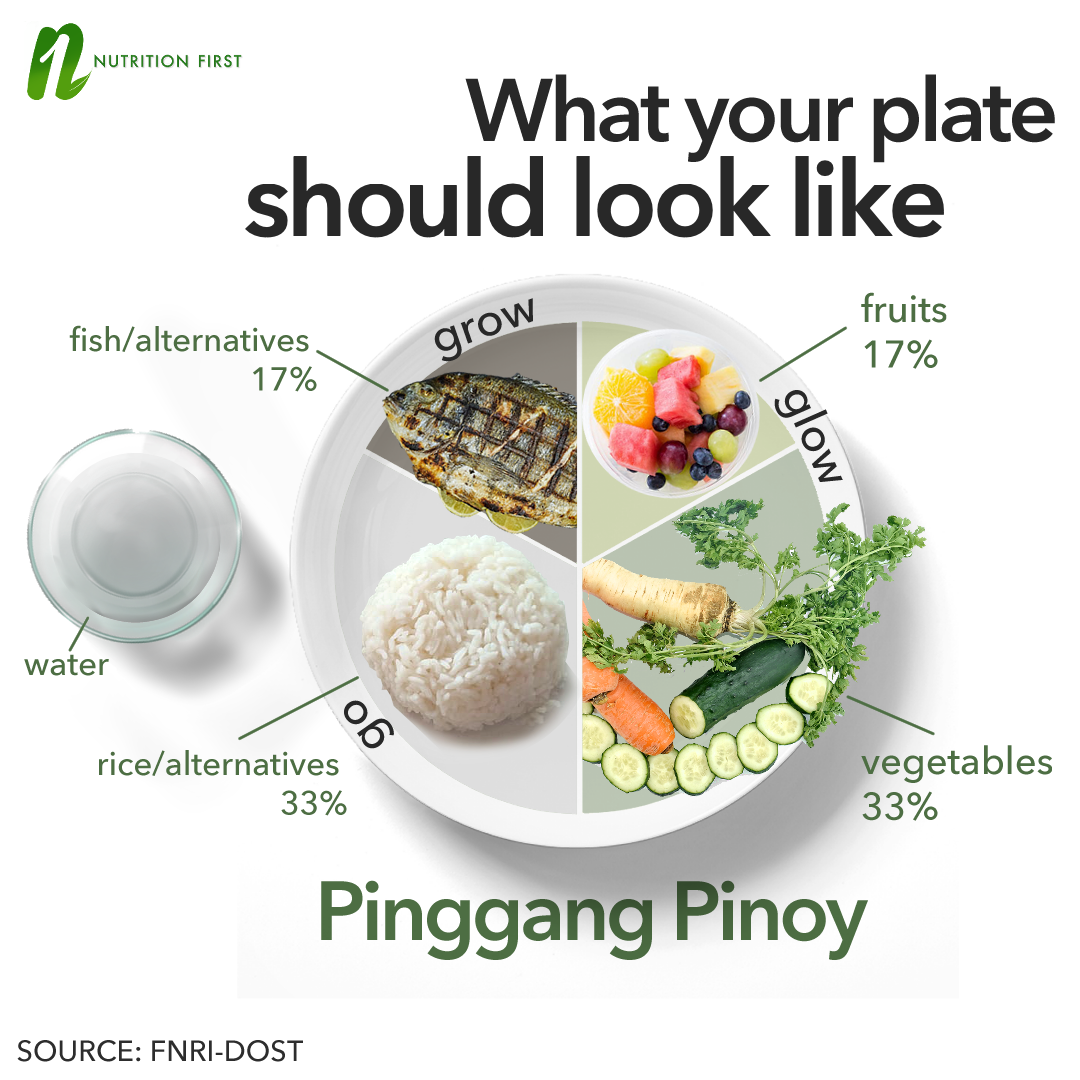 NUTRITION FIRST
What your plate
should look like
grow
fish/alternatives
17%
fruits
17%
glow
water
go
rice/alternatives
33%
vegetables
33%
Pinggang Pinoy
SOURCE: FNRI-DOST